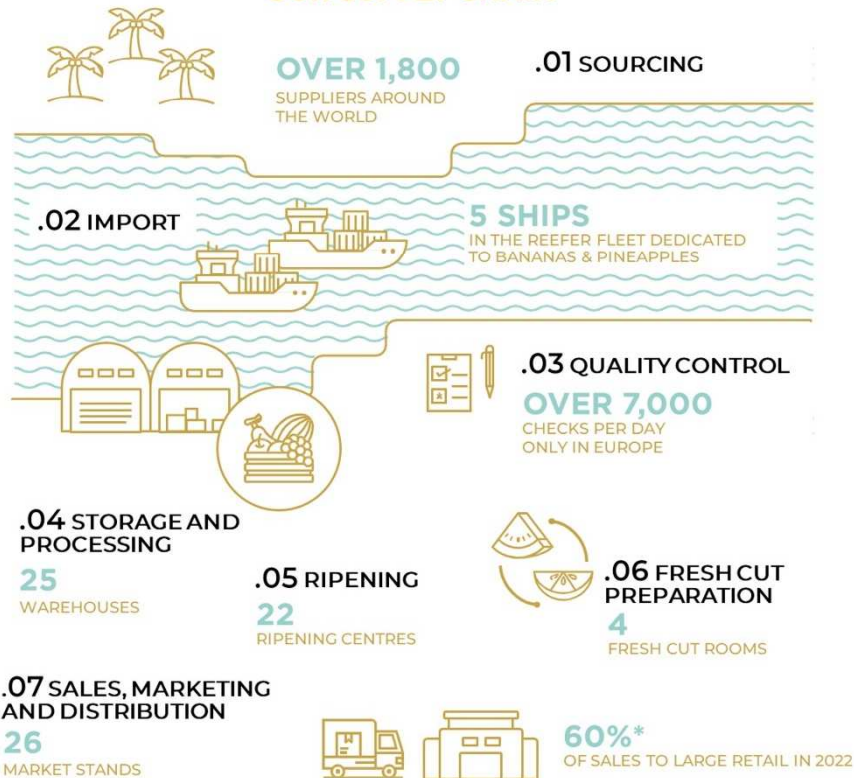 OVER 1,800
SUPPLIERS AROUND
THE WORLD
.01 SOURCING
.02 IMPORT
5 SHIPS
IN THE REEFER FLEET DEDICATED
TO BANANAS & PINEAPPLES
.03 QUALITY CONTROL
OVER 7,000
CHECKS PER DAY
ONLY IN EUROPE
.04 STORAGE AND
PROCESSING
25
WAREHOUSES
.05 RIPENING
22
RIPENING CENTRES
.06 FRESH CUT
PREPARATION
4
FRESH CUT ROOMS
.07 SALES, MARKETING
AND DISTRIBUTION
26
MARKET STANDS
60%*
OF SALES TO LARGE RETAIL IN 2022